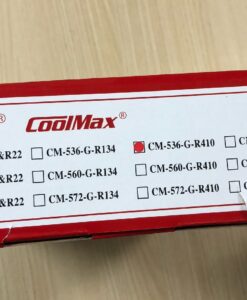 ® CoolMax®
&R22 CM-536-G-R134 CM-536-G-R410
&R22 CM-560-G-R134 CM-560-G-R410
&R22 CM-572-G-R134 CM-572-G-R410